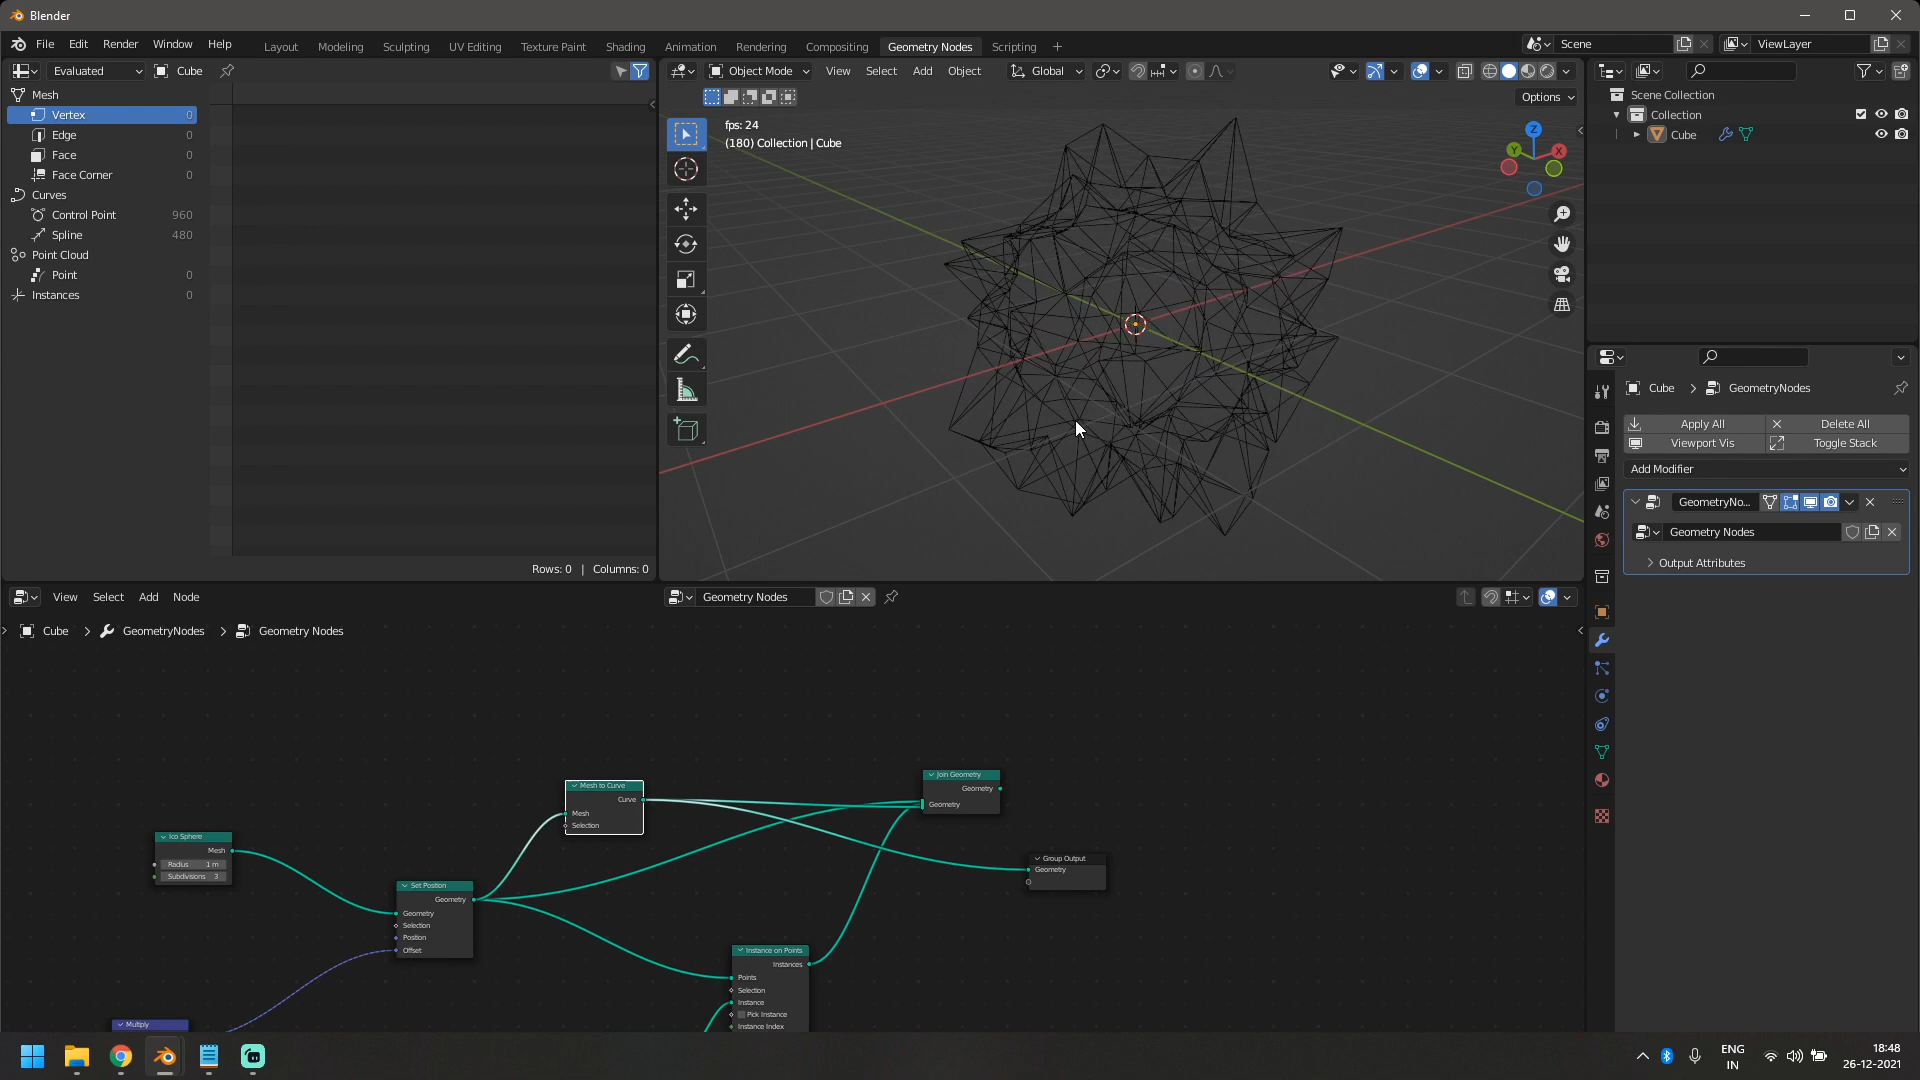 Blender
File Edit Render Window Help
Layout Modeling Sculpting UV Editing Texture Paint Shading Animation Rendering Compositing Geometry Nodes Scripting +
Scene
ViewLayer
Evaluated
Cube
Mesh
Vertex 0
Edge 0
Face 0
Face Corner 0
Curves
Control Point 960
Spline 480
Point Cloud
Point 0
Instances 0
Rows: 0 | Columns: 0
Object Mode View Select Add Object
Global
Options
fps: 24
(180) Collection | Cube
Z
Y
X
Scene Collection
Collection
Cube
Cube > GeometryNodes
Apply All
Delete All
Viewport Vis
Toggle Stack
Add Modifier
GeometryNo...
Geometry Nodes
Output Attributes
View Select Add Node
Geometry Nodes
Cube > GeometryNodes > Geometry Nodes
Ico Sphere
Mesh
Radius 1 m
Subdivisions 3
Set Position
Geometry
Geometry
Selection
Position
Offset
Multiply
Mesh to Curve
Curve
Mesh
Selection
Instance on Points
Instances
Points
Selection
Instance
Pick Instance
Instance Index
Join Geometry
Geometry
Geometry
Group Output
Geometry
ENG
IN
18:48
26-12-2021